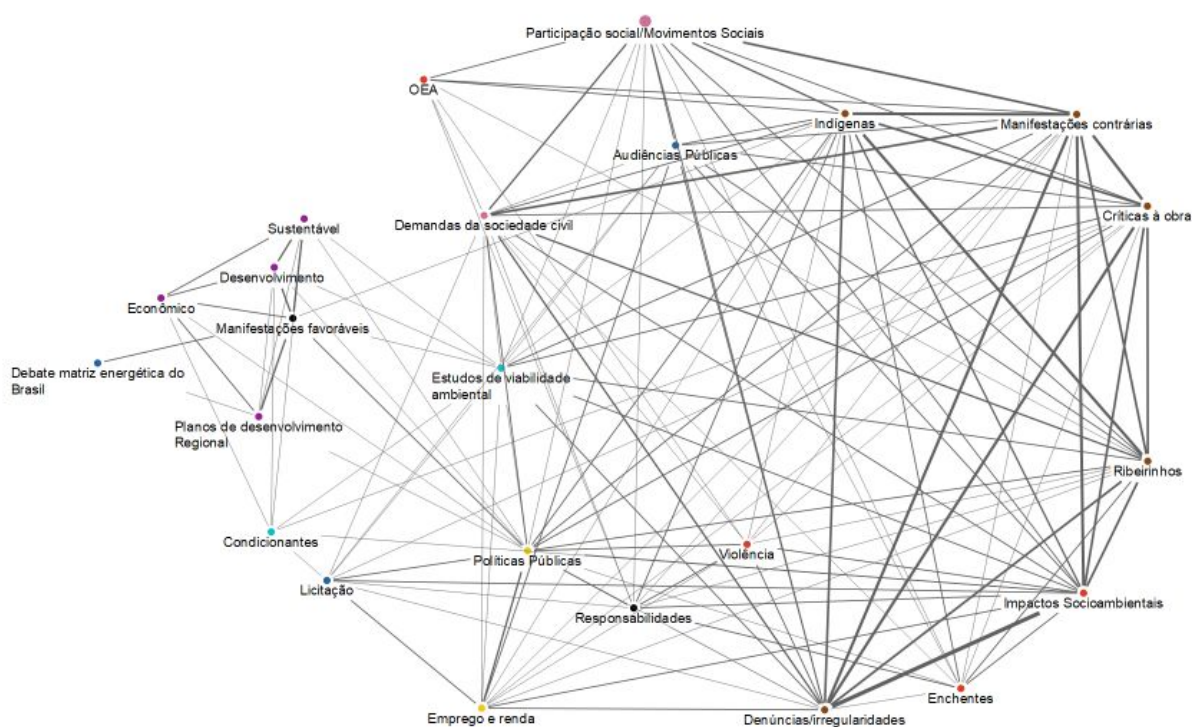 Participação social/Movimentos Sociais
OEA
Indígenas
Manifestações contrárias
Audiências Públicas
Críticas à obra
Demandas da sociedade civil
Sustentável
Desenvolvimento
Econômico
Manifestações favoráveis
Debate matriz energética do
Brasil
Estudos de viabilidade
ambiental
Planos de desenvolvimento
Regional
Ribeirinhos
Condicionantes
Políticas Públicas
Violência
Licitação
Responsabilidades
Impactos Socioambientais
Enchentes
Emprego e renda
Denúncias/irregularidades